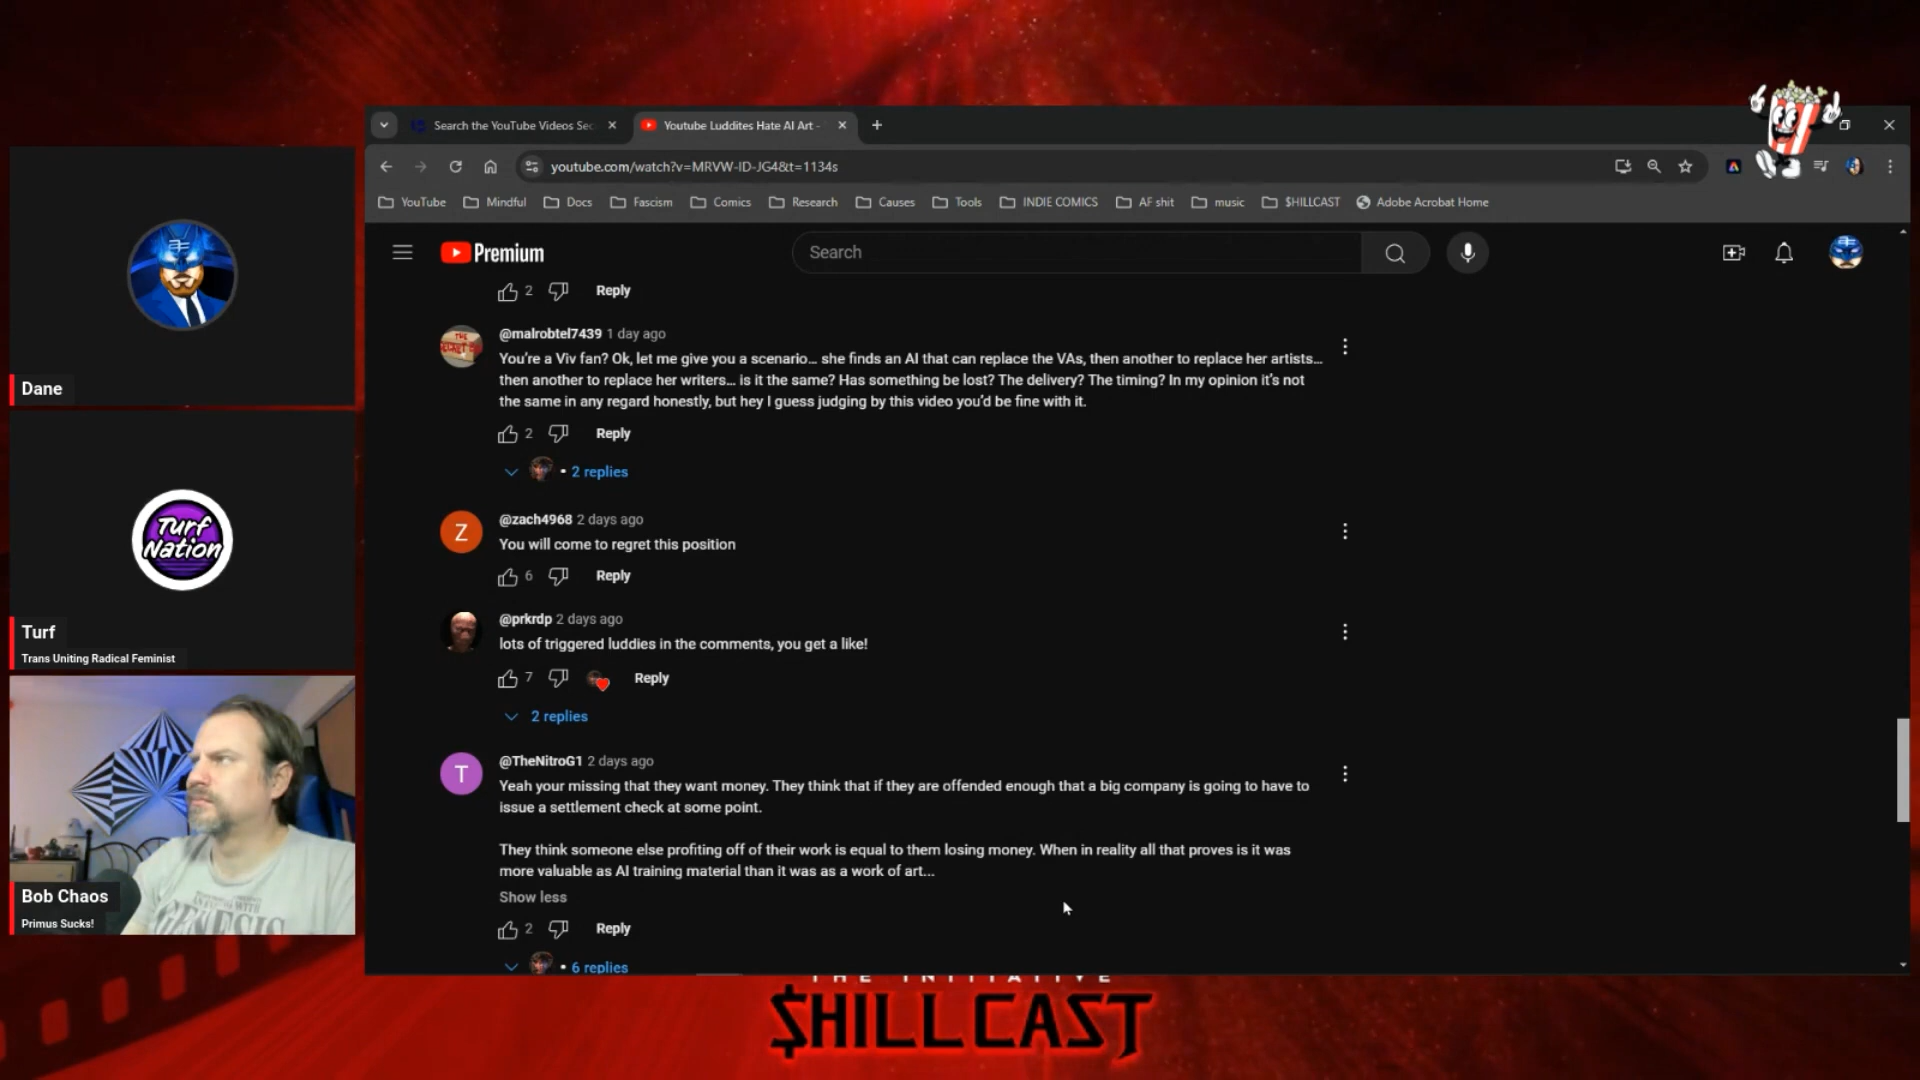 Search the YouTube Videos Sec
Youtube Luddites Hate AI Art -
youtube.com/watch?v=MRVW-ID-JG4&t=1134s
YouTube
Mindful
Docs
Fascism
Comics
Research
Causes
Tools
INDIE COMICS
AF shit
music
$HILLCAST
Adobe Acrobat Home
Premium
Search
2
Reply
@malrobtel7439 1 day ago
You're a Viv fan? Ok, let me give you a scenario... she finds an AI that can replace the VAs, then another to replace her artists...
then another to replace her writers... is it the same? Has something be lost? The delivery? The timing? In my opinion it's not
the same in any regard honestly, but hey I guess judging by this video you'd be fine with it.
2
Reply
• 2 replies
Z
@zach4968 2 days ago
You will come to regret this position
6
Reply
@prkrdp 2 days ago
lots of triggered luddies in the comments, you get a like!
7
Reply
2 replies
T
@TheNitroG1 2 days ago
Yeah your missing that they want money. They think that if they are offended enough that a big company is going to have to
issue a settlement check at some point.
They think someone else profiting off of their work is equal to them losing money. When in reality all that proves is it was
more valuable as AI training material than it was as a work of art...
Show less
2
Reply
• 6 replies
Dane
Turf
Nation
Turf
Trans Uniting Radical Feminist
GENESIS
Bob Chaos
Primus Sucks!
THE INITIATIVE
$HILLCAST